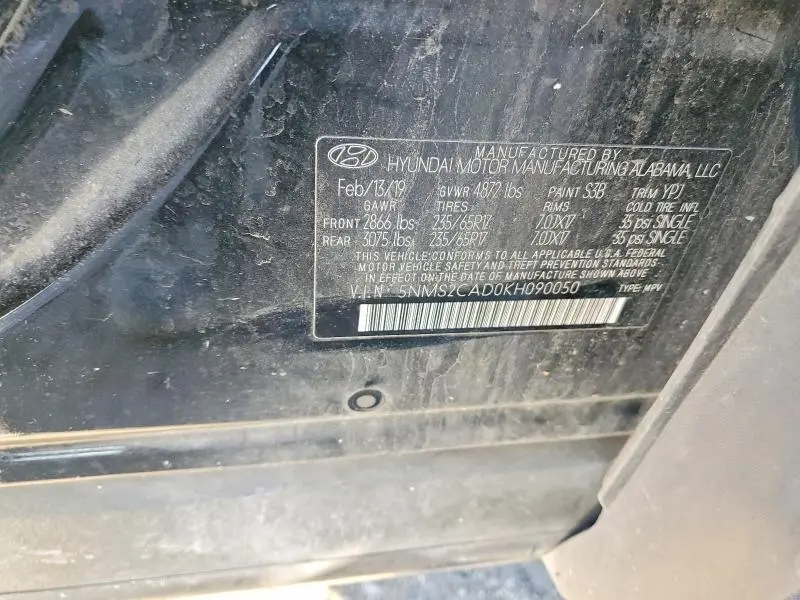 MANUFACTURED BY
HYUNDAI MOTOR MANUFACTURING ALABAMA, LLC
Feb/13/19 GVWR 4872 lbs PAINT S3B TRIM YPJ
GAWR TIRES RIMS COLD TIRE INFL
FRONT 2866 lbs 235/65R17 7.0JX17 35 psi SINGLE
REAR 3075 lbs 235/65R17 7.0JX17 35 psi SINGLE
THIS VEHICLE CONFORMS TO ALL APPLICABLE U.S.A. FEDERAL
MOTOR VEHICLE SAFETY AND THEFT PREVENTION STANDARDS
IN EFFECT ON THE DATE OF MANUFACTURE SHOWN ABOVE.
V.I.N: 5NMS2CAD0KH090050 TYPE: MPV